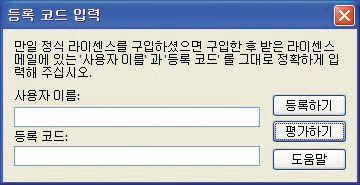 등록 코드 입력
만일 정식 라이센스를 구입하셨으면 구입한 후 받은 라이센스
메일에 있는 '사용자 이름' 과 '등록 코드' 를 그대로 정확하게 입
력해 주십시오.
사용자 이름:
등록하기
평가하기
등록 코드:
도움말